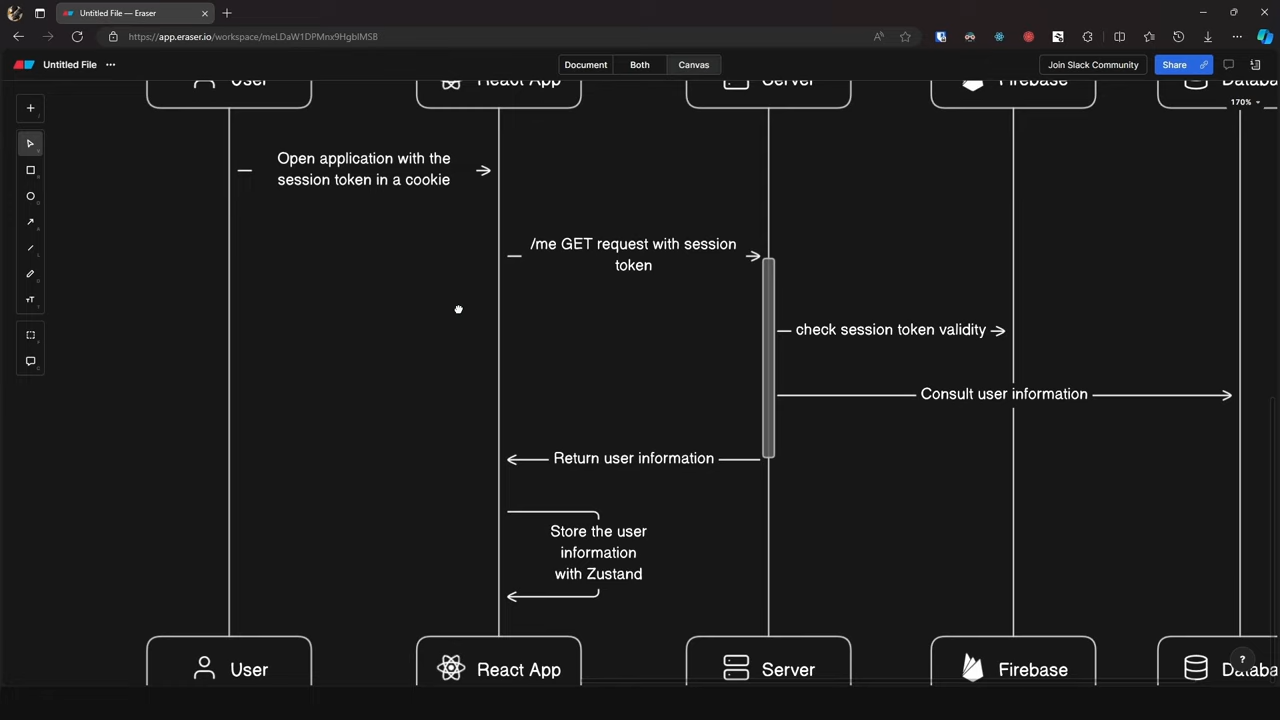 Untitled File — Eraser
https://app.eraser.io/workspace/meLDaW1DPMnx9HgblMSB
Untitled File
Document
Both
Canvas
Join Slack Community
Share
User
React App
Server
Firebase
Databa
170%
Open application with the
session token in a cookie
/me GET request with session
token
check session token validity
Consult user information
Return user information
Store the user
information
with Zustand
User
React App
Server
Firebase
Databa
?